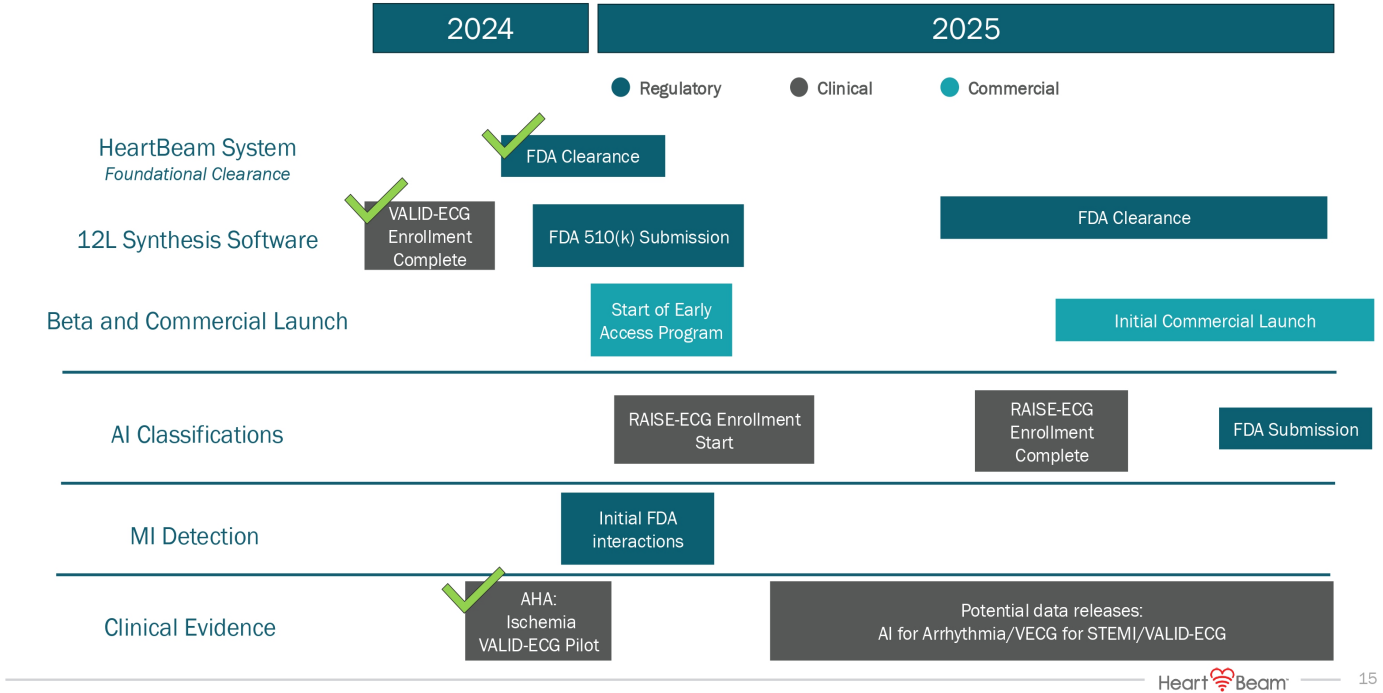 2024
2025
Regulatory
Clinical
Commercial
HeartBeam System
Foundational Clearance
FDA Clearance
12L Synthesis Software
VALID-ECG
Enrollment
Complete
FDA 510(k) Submission
FDA Clearance
Beta and Commercial Launch
Start of Early
Access Program
Initial Commercial Launch
AI Classifications
RAISE-ECG Enrollment
Start
RAISE-ECG
Enrollment
Complete
FDA Submission
MI Detection
Initial FDA
interactions
Clinical Evidence
AHA:
Ischemia
VALID-ECG Pilot
Potential data releases:
AI for Arrhythmia/VECG for STEMI/VALID-ECG
Heart Beam
15